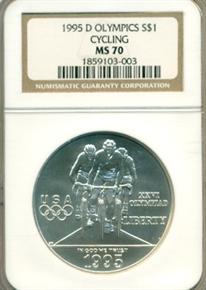 1995 D OLYMPICS S$1
CYCLING
MS 70
1859103-003
NUMISMATIC GUARANTY CORPORATION
USA
XXVI
OLYMPIAD
LIBERTY
IN GOD WE TRUST
1995